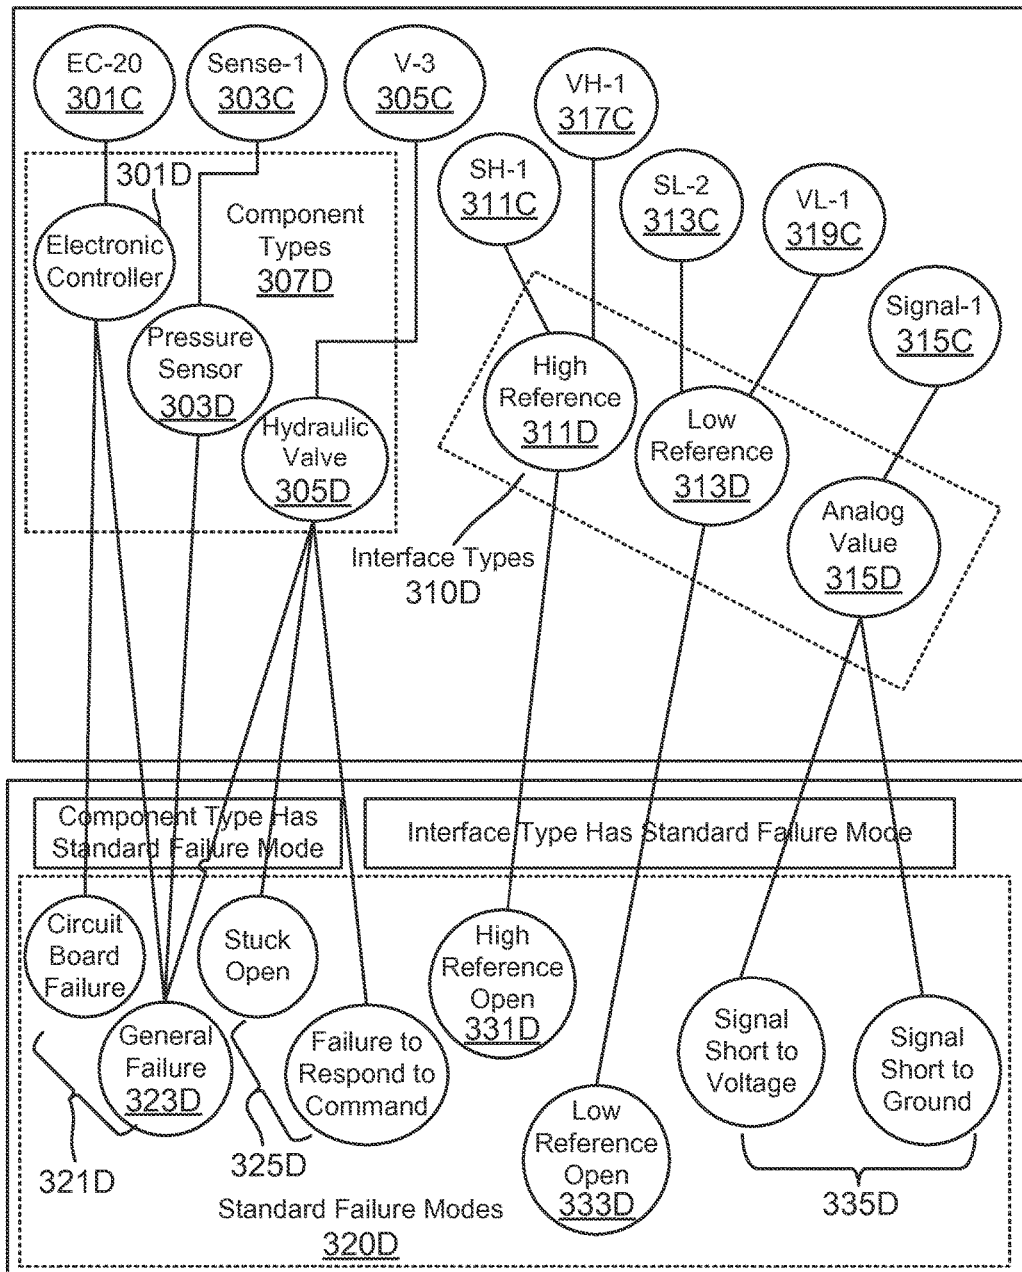 EC-20
301C
Sense-1
303C
V-3
305C
VH-1
317C
SH-1
311C
SL-2
313C
VL-1
319C
Signal-1
315C
301D
Electronic
Controller
Component
Types
307D
Pressure
Sensor
303D
Hydraulic
Valve
305D
High
Reference
311D
Low
Reference
313D
Analog
Value
315D
Interface Types
310D
Component Type Has
Standard Failure Mode
Interface Type Has Standard Failure Mode
Circuit
Board
Failure
Stuck
Open
High
Reference
Open
331D
General
Failure
323D
Failure to
Respond to
Command
Signal
Short to
Voltage
Signal
Short to
Ground
Low
Reference
Open
333D
321D
325D
335D
Standard Failure Modes
320D